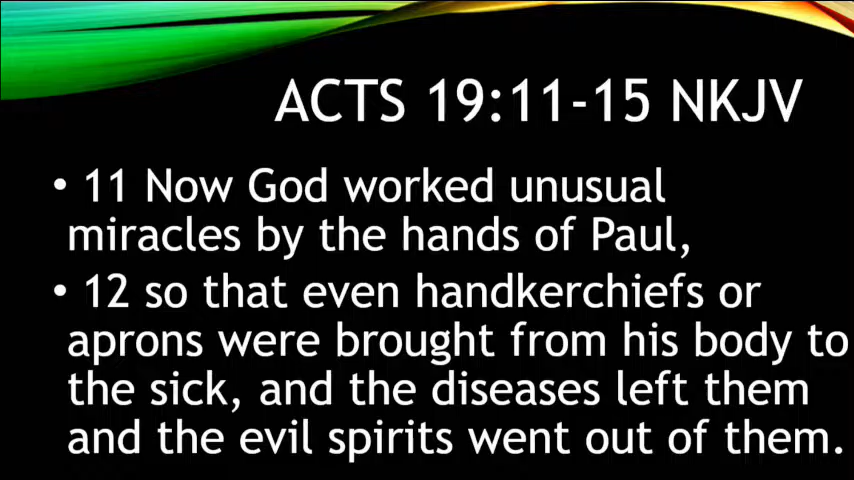 ACTS 19:11-15 NKJV
• 11 Now God worked unusual
miracles by the hands of Paul,
• 12 so that even handkerchiefs or
aprons were brought from his body to
the sick, and the diseases left them
and the evil spirits went out of them.